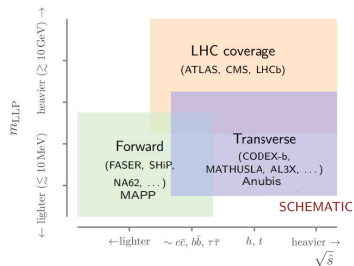 LHC coverage
(ATLAS, CMS, LHCb)
Forward
(FASER, SHiP,
NA62, ...)
MAPP
Transverse
(CODEX-b,
MATHUSLA, AL3X, ...)
Anubis
SCHEMATIC
m_LLP
← lighter (≲ 10 MeV)
heavier (≳ 10 GeV) →
←lighter
∼ cc̄, bb̄, ττ̄
h, t
heavier →
√ŝ